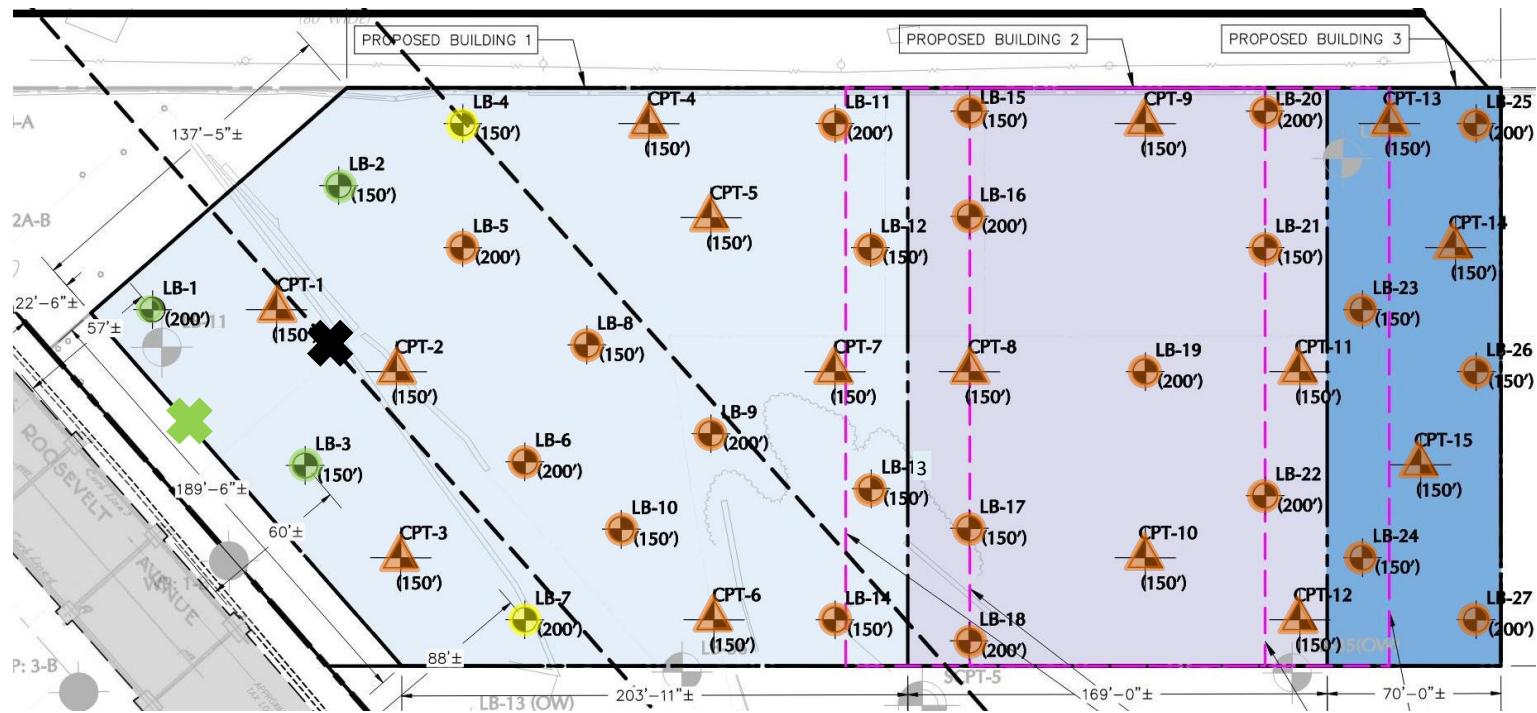 (80' WIDE)
PROPOSED BUILDING 1
PROPOSED BUILDING 2
PROPOSED BUILDING 3
LB-4
(150')
CPT-4
(150')
LB-11
(200')
LB-15
(150')
CPT-9
(150')
LB-20
(200')
CPT-13
(150')
LB-25
(200')
-A
137'-5"±
LB-2
(150')
CPT-5
(150')
LB-16
(200')
2A-B
LB-5
(200')
LB-12
(150')
LB-21
(150')
CPT-14
(150')
22'-6"±
57'±
LB-1
(200')
CPT-1
(150')
LB-23
(150')
CPT-2
(150')
LB-8
(150')
CPT-7
(150')
CPT-8
(150')
LB-19
(200')
CPT-11
(150')
LB-26
(150')
ROOSEVELT
AVENUE
189'-6"±
LB-3
(150')
LB-6
(200')
LB-9
(200')
LB-13
(150')
LB-22
(200')
CPT-15
(150')
60'±
CPT-3
(150')
LB-10
(150')
LB-17
(150')
CPT-10
(150')
LB-24
(150')
LB-7
(200')
CPT-6
(150')
LB-14
(150')
LB-18
(200')
CPT-12
(150')
LB-27
(200')
P: 3-B
88'±
SCPT-5
LB-13 (OW)
203'-11"±
169'-0"±
70'-0"±